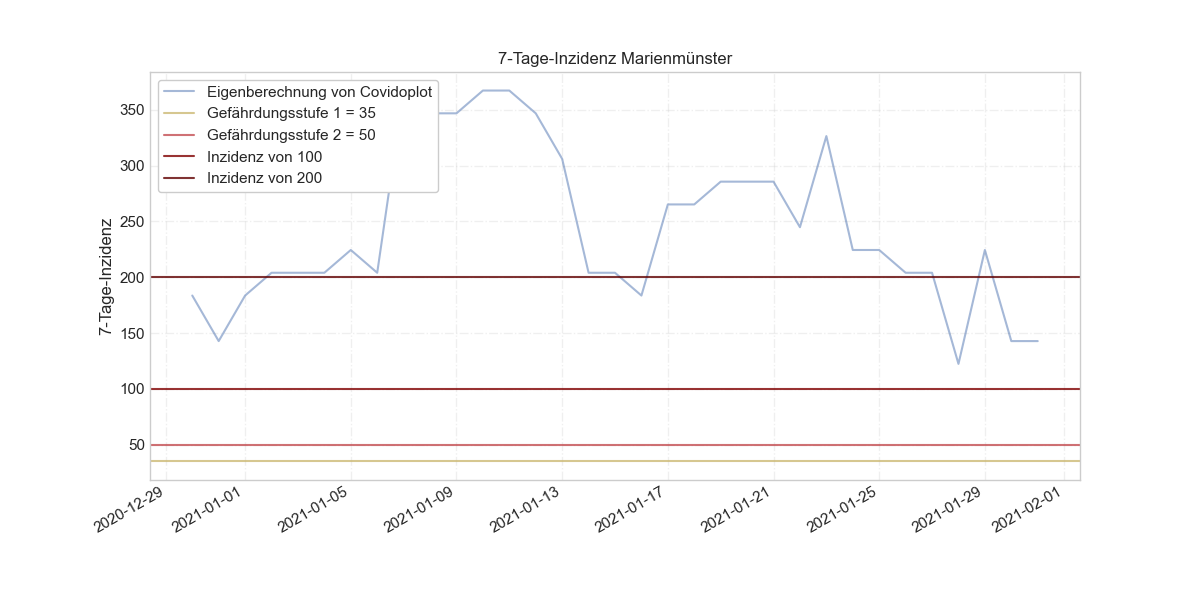 7-Tage-Inzidenz Marienmünster
Eigenberechnung von Covidoplot
Gefährdungsstufe 1 = 35
Gefährdungsstufe 2 = 50
Inzidenz von 100
Inzidenz von 200
7-Tage-Inzidenz
350
300
250
200
150
100
50
2020-12-29
2021-01-01
2021-01-05
2021-01-09
2021-01-13
2021-01-17
2021-01-21
2021-01-25
2021-01-29
2021-02-01